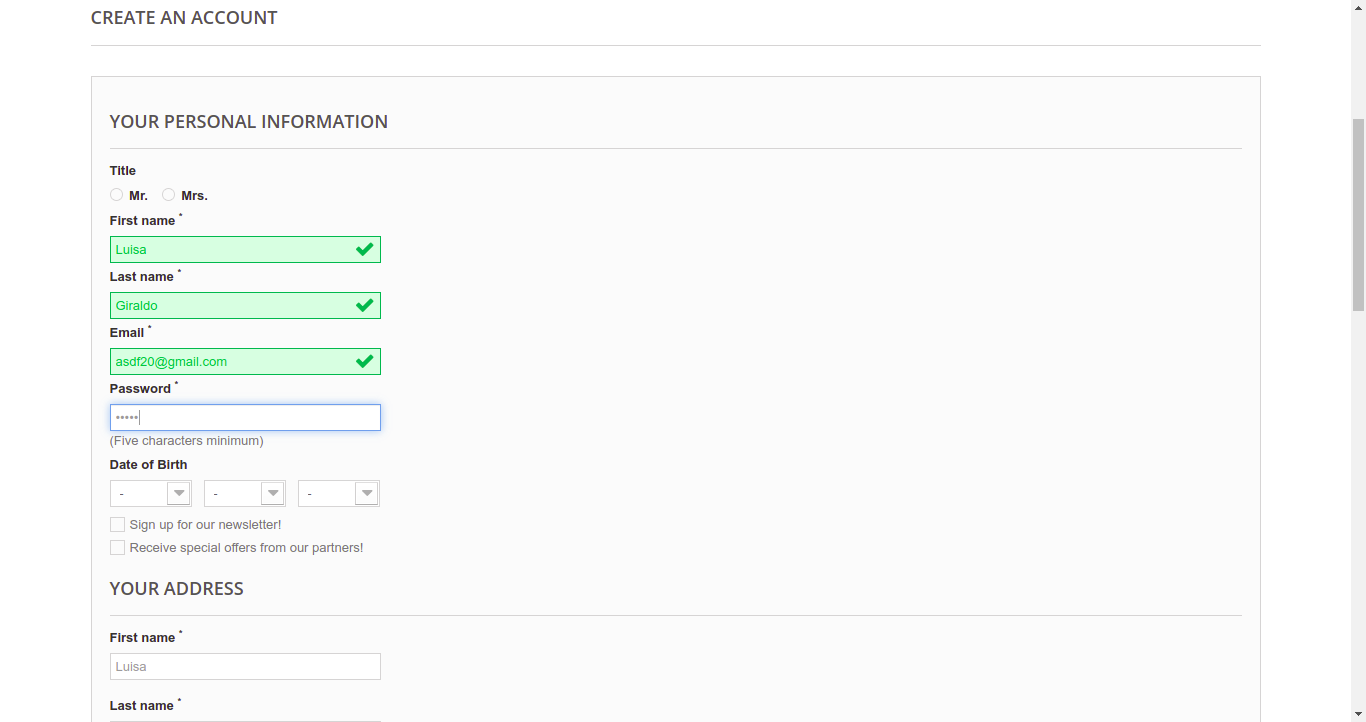 CREATE AN ACCOUNT
YOUR PERSONAL INFORMATION
Title
Mr. Mrs.
First name *
Luisa
Last name *
Giraldo
Email *
asdf20@gmail.com
Password *
•••••
(Five characters minimum)
Date of Birth
- - -
Sign up for our newsletter!
Receive special offers from our partners!
YOUR ADDRESS
First name *
Luisa
Last name *